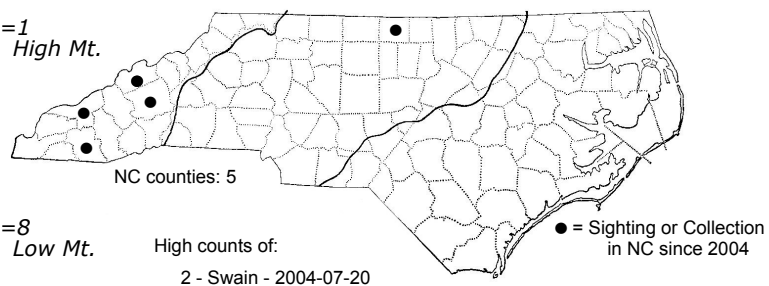 =1
High Mt.
NC counties: 5
=8
Low Mt.
High counts of:
2 - Swain - 2004-07-20
● = Sighting or Collection
in NC since 2004